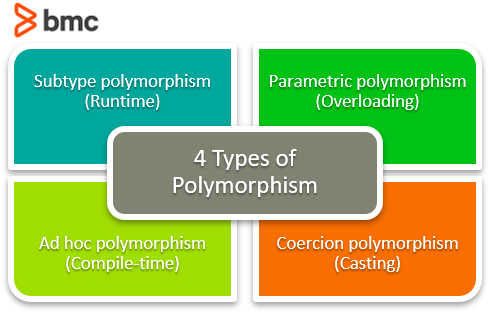 bmc
Subtype polymorphism
(Runtime)
Parametric polymorphism
(Overloading)
4 Types of
Polymorphism
Ad hoc polymorphism
(Compile-time)
Coercion polymorphism
(Casting)